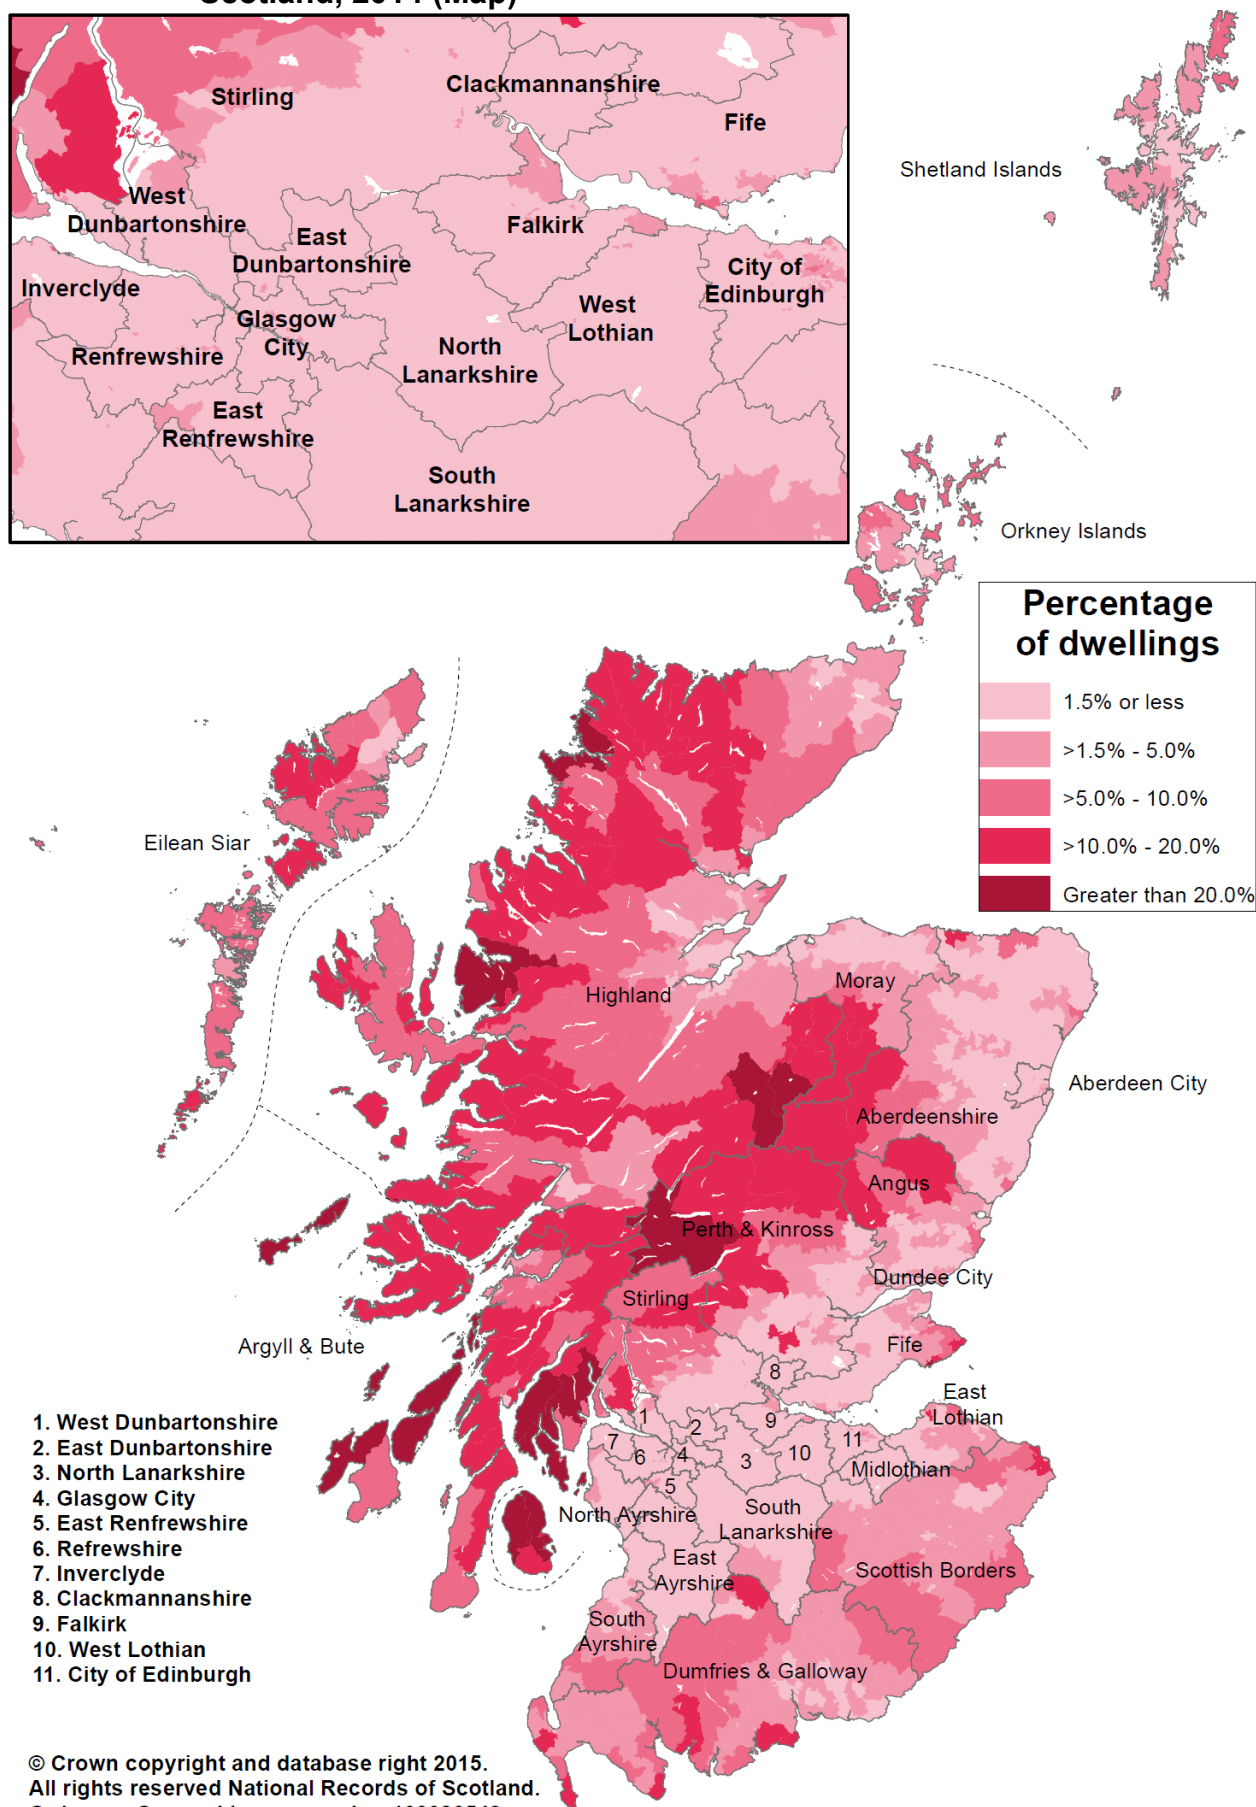 Scotland, 2014 (Map)
Stirling
Clackmannanshire
Fife
West
Dunbartonshire
East
Dunbartonshire
Falkirk
City of
Edinburgh
Inverclyde
Glasgow
City
West
Lothian
Renfrewshire
North
Lanarkshire
East
Renfrewshire
South
Lanarkshire
Shetland Islands
Orkney Islands
Percentage
of dwellings
1.5% or less
>1.5% - 5.0%
>5.0% - 10.0%
>10.0% - 20.0%
Greater than 20.0%
Eilean Siar
Highland
Moray
Aberdeen City
Aberdeenshire
Angus
Perth & Kinross
Dundee City
Stirling
Argyll & Bute
Fife
8
East
Lothian
1
2
9
11
7
6
4
3
10
Midlothian
5
North Ayrshire
South
Lanarkshire
East
Ayrshire
Scottish Borders
South
Ayrshire
Dumfries & Galloway
1. West Dunbartonshire
2. East Dunbartonshire
3. North Lanarkshire
4. Glasgow City
5. East Renfrewshire
6. Refrewshire
7. Inverclyde
8. Clackmannanshire
9. Falkirk
10. West Lothian
11. City of Edinburgh
© Crown copyright and database right 2015.
All rights reserved National Records of Scotland.